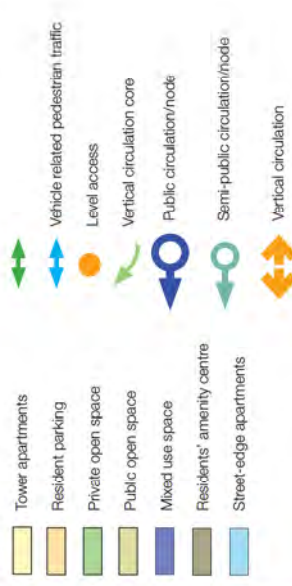 Tower apartments
Resident parking
Private open space
Public open space
Mixed use space
Residents' amenity centre
Street-edge apartments
Vehicle related pedestrian traffic
Level access
Vertical circulation core
Public circulation/node
Semi-public circulation/node
Vertical circulation